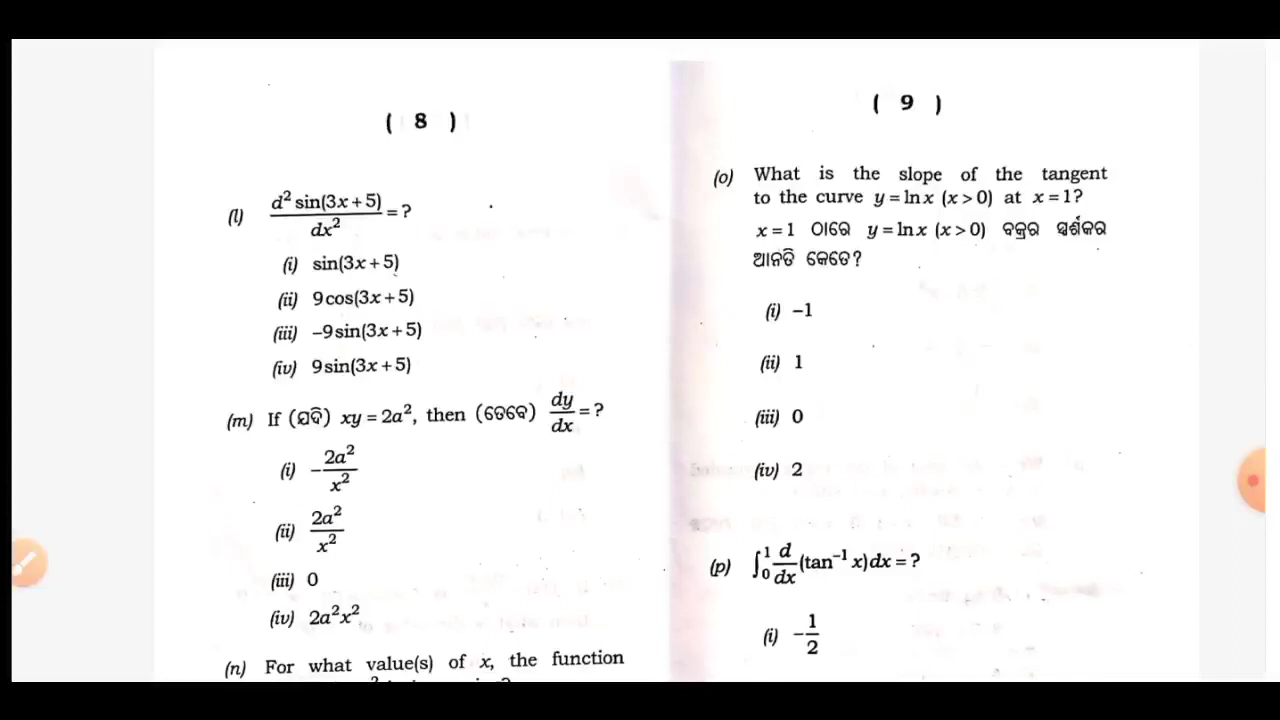 ( 8 )
(l) d² sin(3x + 5) / dx² = ?
(i) sin(3x + 5)
(ii) 9 cos(3x + 5)
(iii) –9 sin(3x + 5)
(iv) 9 sin(3x + 5)
(m) If (ଯଦି) xy = 2a², then (ତେବେ) dy/dx = ?
(i) – 2a²/x²
(ii) 2a²/x²
(iii) 0
(iv) 2a²x²
(n) For what value(s) of x, the function
( 9 )
(o) What is the slope of the tangent
to the curve y = ln x (x > 0) at x = 1?
x = 1 ଠାରେ y = ln x (x > 0) ବକ୍ରର ସ୍ପର୍ଶକର
ଆନତି କେତେ?
(i) –1
(ii) 1
(iii) 0
(iv) 2
(p) ∫₀¹ d/dx (tan⁻¹ x) dx = ?
(i) – 1/2